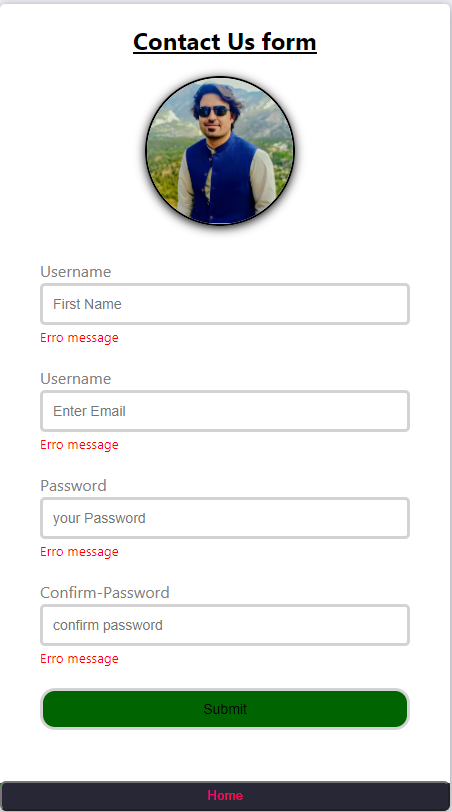 Contact Us form
Username
First Name
Erro message
Username
Enter Email
Erro message
Password
your Password
Erro message
Confirm-Password
confirm password
Erro message
Submit
Home